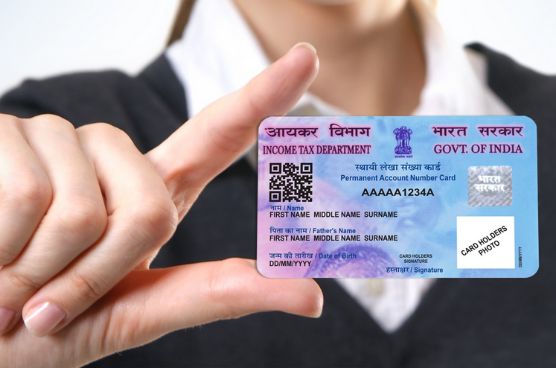 आयकर विभाग भारत सरकार
INCOME TAX DEPARTMENT GOVT. OF INDIA
स्थायी लेखा संख्या कार्ड
Permanent Account Number Card
AAAAA1234A
भारत सरकार
नाम / Name
FIRST NAME MIDDLE NAME SURNAME
पिता का नाम / Father's Name
FIRST NAME MIDDLE NAME SURNAME
जन्म की तारीख / Date of Birth
DD/MM/YYYY
CARD HOLDERS
SIGNATURE
हस्ताक्षर / Signature
CARD HOLDERS
PHOTO